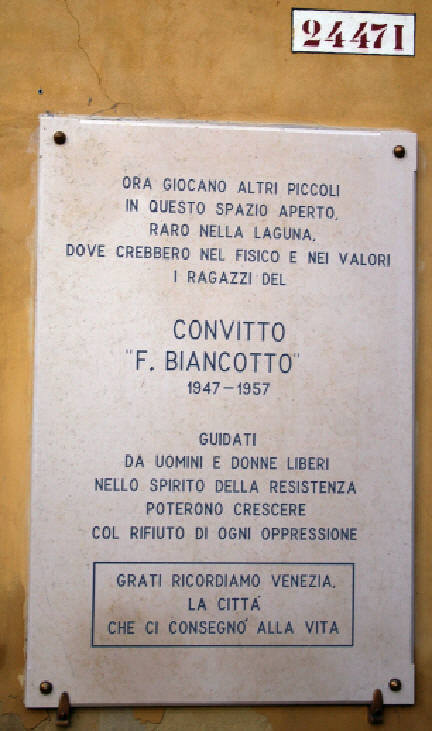 24471
ORA GIOCANO ALTRI PICCOLI
IN QUESTO SPAZIO APERTO,
RARO NELLA LAGUNA,
DOVE CREBBERO NEL FISICO E NEI VALORI
I RAGAZZI DEL
CONVITTO
"F. BIANCOTTO"
1947-1957
GUIDATI
DA UOMINI E DONNE LIBERI
NELLO SPIRITO DELLA RESISTENZA
POTERONO CRESCERE
COL RIFIUTO DI OGNI OPPRESSIONE
GRATI RICORDIAMO VENEZIA,
LA CITTÁ
CHE CI CONSEGNÓ ALLA VITA